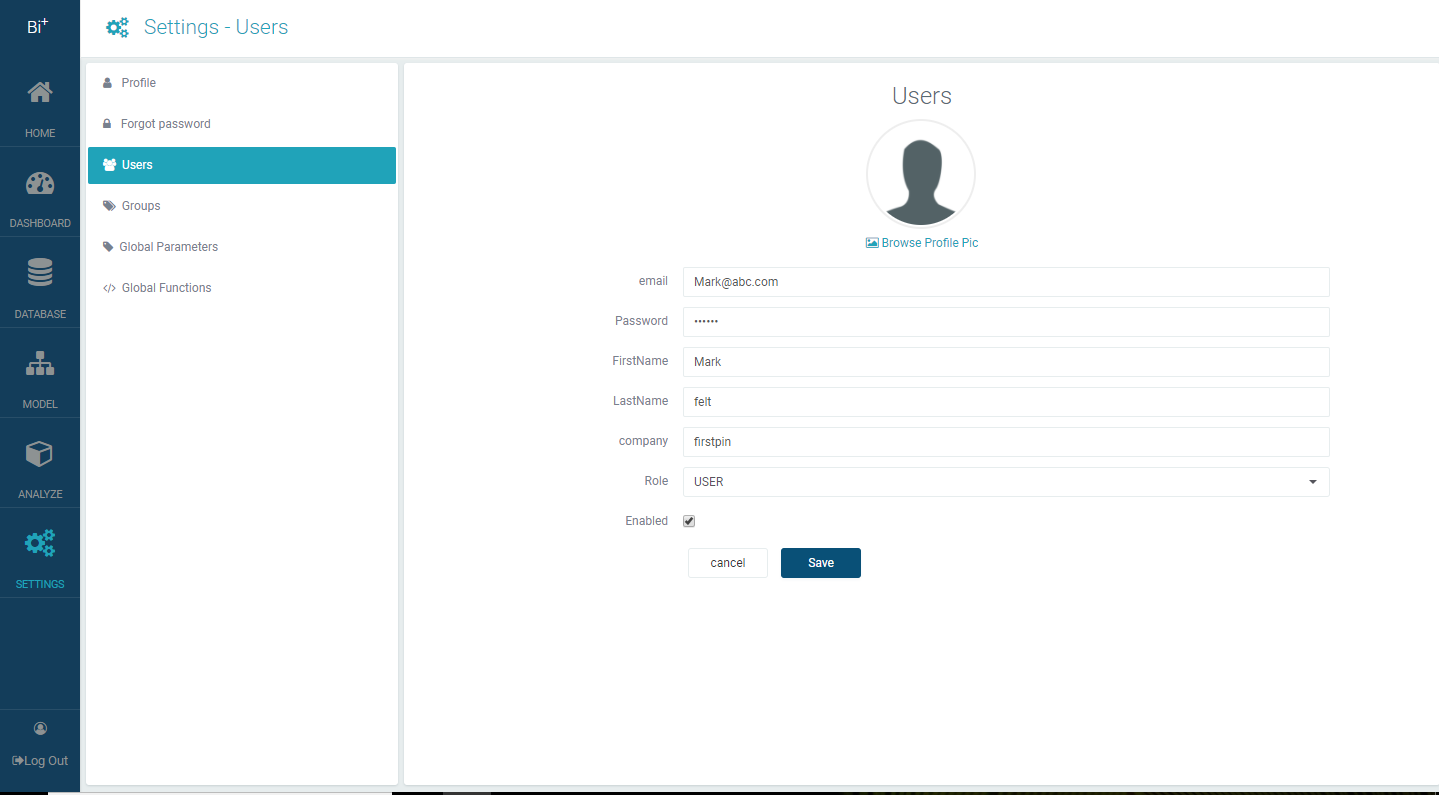 Bi+
Settings - Users
HOME
DASHBOARD
DATABASE
MODEL
ANALYZE
SETTINGS
Log Out
Profile
Forgot password
Users
Groups
Global Parameters
</> Global Functions
Users
Browse Profile Pic
email Mark@abc.com
Password ••••••
FirstName Mark
LastName felt
company firstpin
Role USER
Enabled
cancel Save